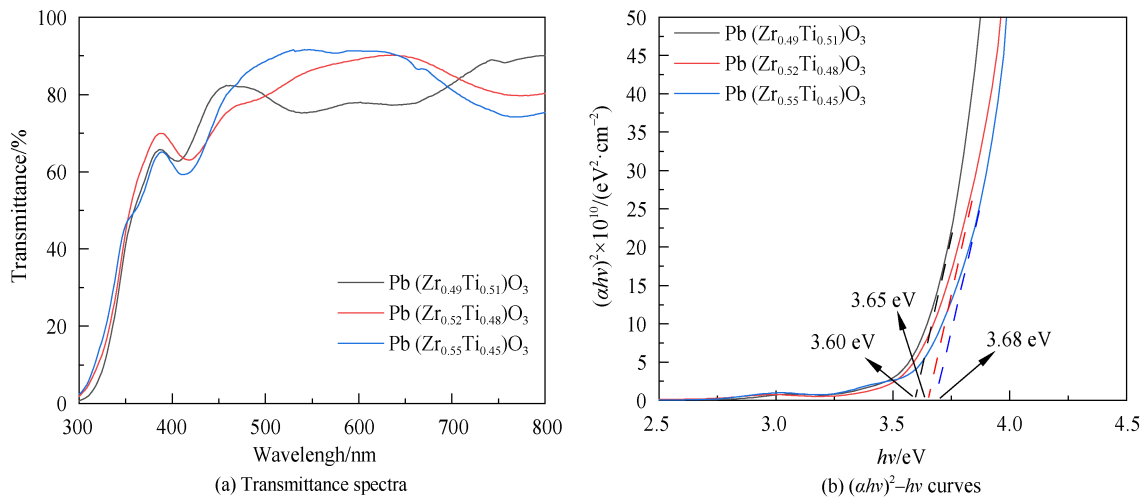 Transmittance/%
100
80
60
40
20
0
Pb (Zr0.49Ti0.51)O3
Pb (Zr0.52Ti0.48)O3
Pb (Zr0.55Ti0.45)O3
300 400 500 600 700 800
Wavelengh/nm
(a) Transmittance spectra
(αhν)2×1010/(eV2·cm−2)
50
45
40
35
30
25
20
15
10
5
0
Pb (Zr0.49Ti0.51)O3
Pb (Zr0.52Ti0.48)O3
Pb (Zr0.55Ti0.45)O3
3.65 eV
3.60 eV
3.68 eV
2.5 3.0 3.5 4.0 4.5
hν/eV
(b) (αhν)2–hν curves